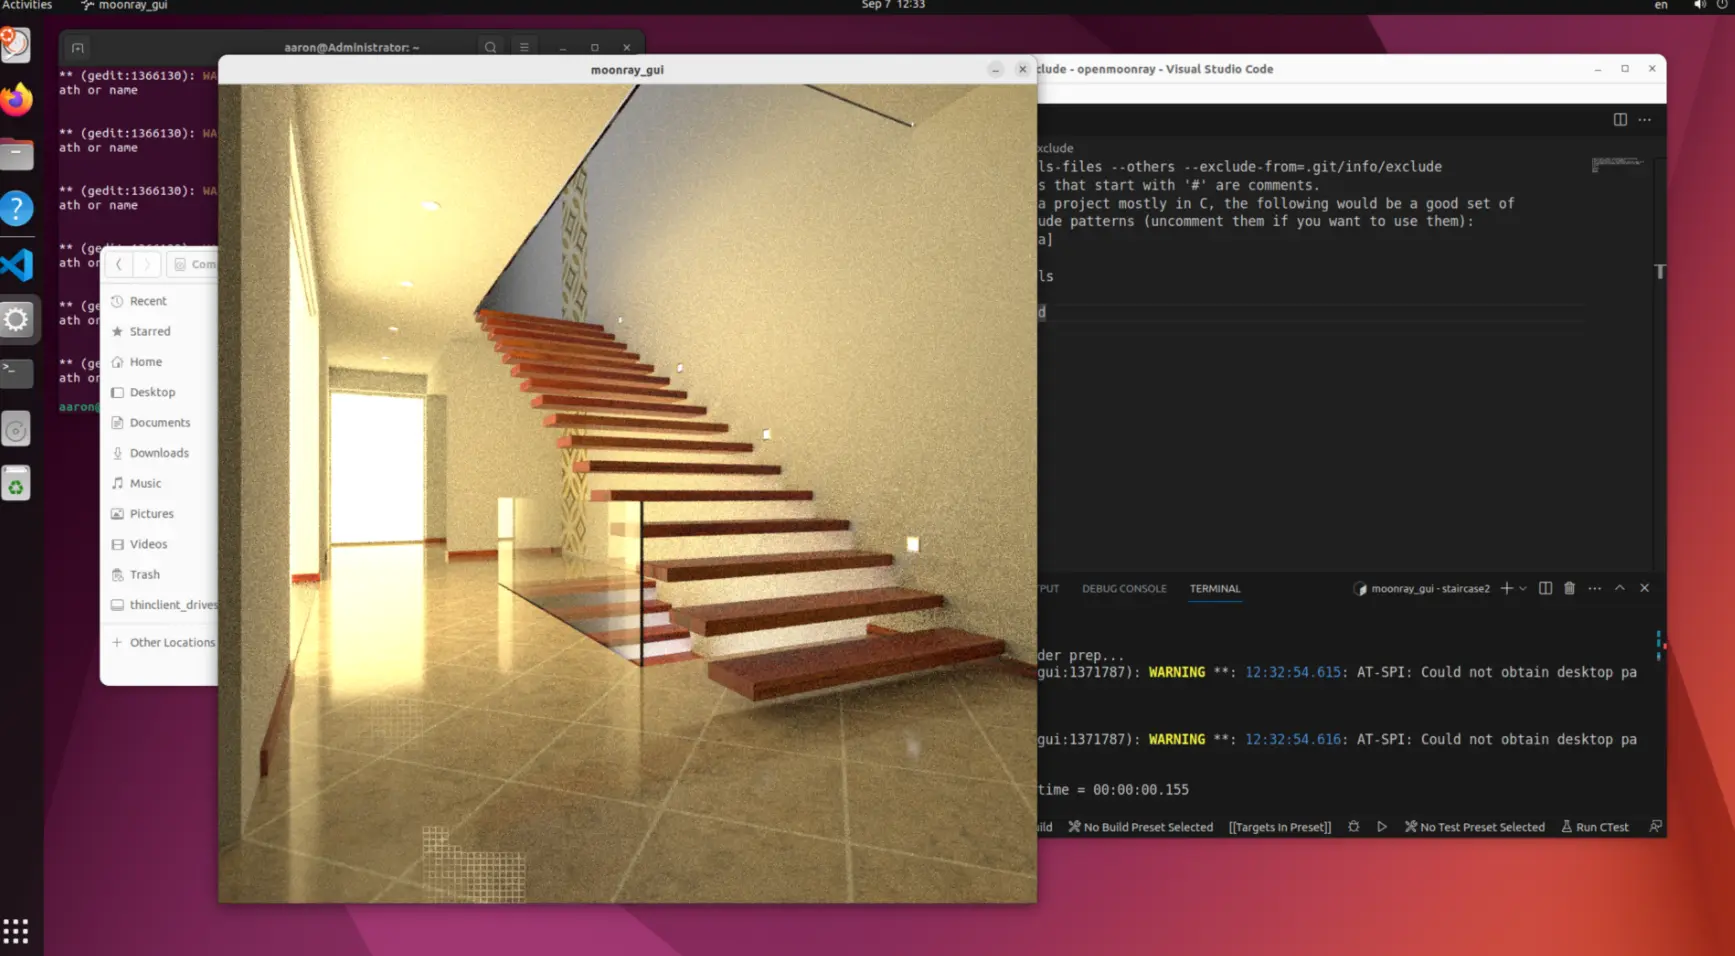 Activities
moonray_gui
Sep 7 12:33
en
aaron@Administrator: ~
** (gedit:1366130): WA
ath or name
** (gedit:1366130): WA
ath or name
** (gedit:1366130): WA
ath or name
** (ge
ath or
** (ge
ath or
** (ge
ath or
aaron@
Com
Recent
Starred
Home
Desktop
Documents
Downloads
Music
Pictures
Videos
Trash
thinclient_drives
+ Other Locations
moonray_gui
clude - openmoonray - Visual Studio Code
xclude
ls-files --others --exclude-from=.git/info/exclude
s that start with '#' are comments.
a project mostly in C, the following would be a good set of
ude patterns (uncomment them if you want to use them):
a]
ls
d
PUT DEBUG CONSOLE TERMINAL
moonray_gui - staircase2
der prep...
gui:1371787): WARNING **: 12:32:54.615: AT-SPI: Could not obtain desktop pa
gui:1371787): WARNING **: 12:32:54.616: AT-SPI: Could not obtain desktop pa
time = 00:00:00.155
ild No Build Preset Selected [[Targets In Preset]] No Test Preset Selected Run CTest